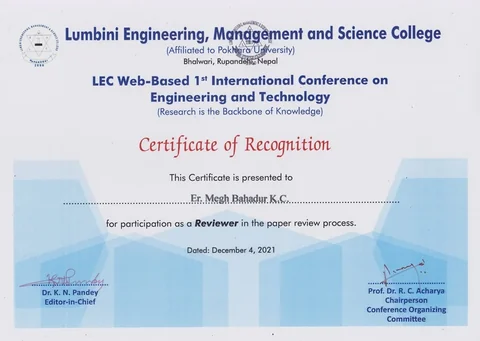 Lumbini Engineering, Management and Science College
(Affiliated to Pokhara University)
Bhalwari, Rupandehi, Nepal
LEC Web-Based 1st International Conference on
Engineering and Technology
(Research is the Backbone of Knowledge)
Certificate of Recognition
This Certificate is presented to
Er. Megh Bahadur K.C.
for participation as a Reviewer in the paper review process.
Dated: December 4, 2021
Dr. K. N. Pandey
Editor-in-Chief
Prof. Dr. R. C. Acharya
Chairperson
Conference Organizing
Committee